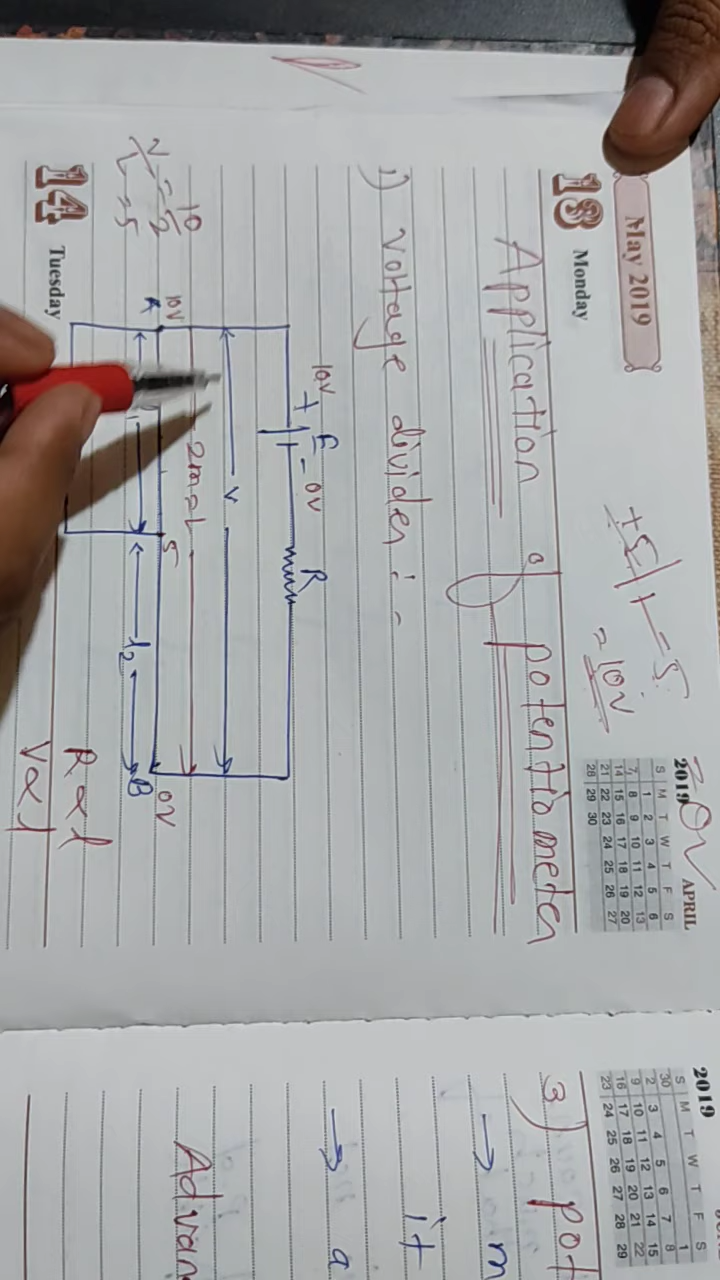 May 2019
13 Monday
+5/1-5
= 10V
20V
2019 APRIL
S M T W T F S
1 2 3 4 5 6
7 8 9 10 11 12 13
14 15 16 17 18 19 20
21 22 23 24 25 26 27
28 29 30
Application of potentiometer
1) voltage divider :-
10V + E - 0V R
V
10V 2m=L
A 5 B 0V
l2
V/L = 10/2
= 5
R α l
V α l
14 Tuesday
2019
S M T W T F S
30 1
2 3 4 5 6 7 8
9 10 11 12 13 14 15
16 17 18 19 20 21 22
23 24 25 26 27 28 29
3) pot
→ m
it
→ a
Advan